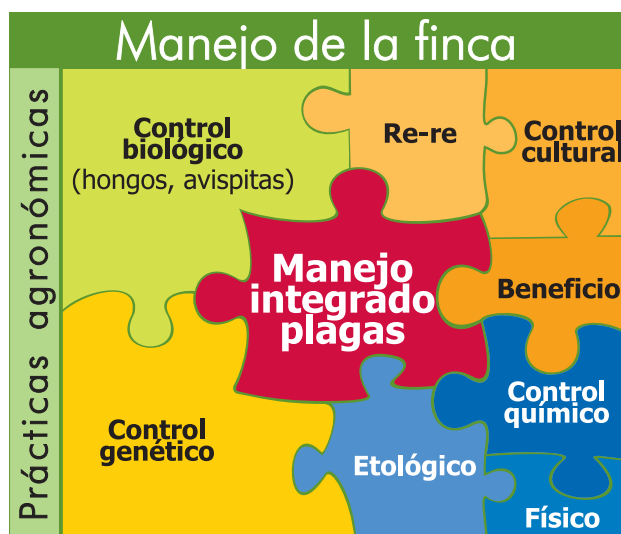 Manejo de la finca
Prácticas agronómicas
Control
biológico
(hongos, avispitas)
Re-re
Control
cultural
Manejo
integrado
plagas
Beneficio
Control
genético
Etológico
Control
químico
Físico